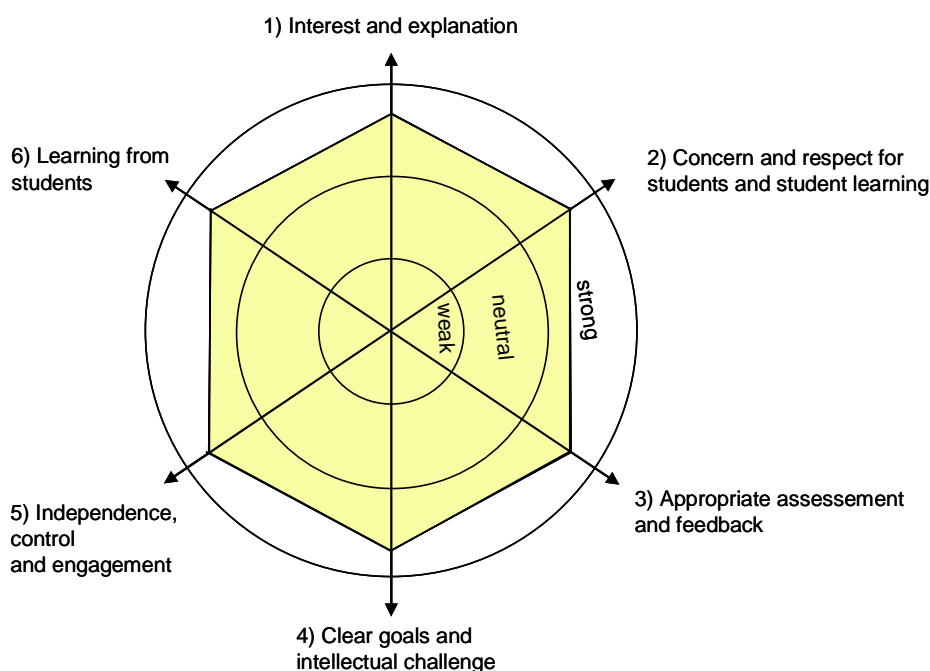 1) Interest and explanation
6) Learning from
students
2) Concern and respect for
students and student learning
weak
neutral
strong
5) Independence,
control
and engagement
3) Appropriate assessement
and feedback
4) Clear goals and
intellectual challenge